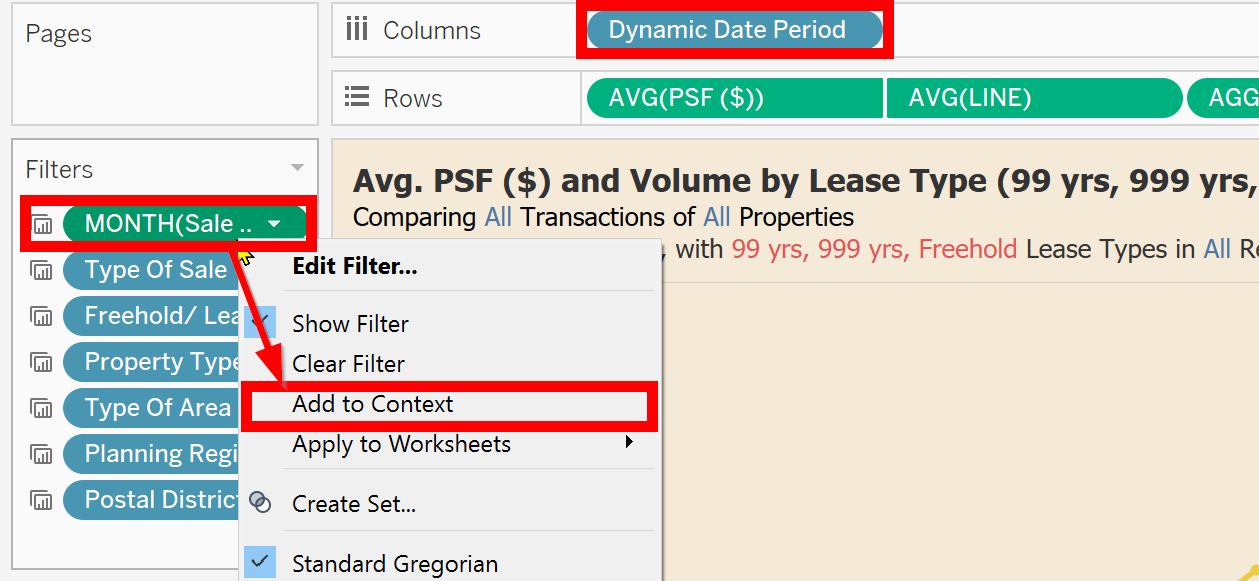 Pages
Columns
Dynamic Date Period
Rows
AVG(PSF ($))
AVG(LINE)
AGG
Filters
MONTH(Sale ..
Type Of Sale
Freehold/ Lea
Property Type
Type Of Area
Planning Regi
Postal District
Edit Filter...
Show Filter
Clear Filter
Add to Context
Apply to Worksheets
Create Set...
Standard Gregorian
Avg. PSF ($) and Volume by Lease Type (99 yrs, 999 yrs,
Comparing All Transactions of All Properties
, with 99 yrs, 999 yrs, Freehold Lease Types in All Re